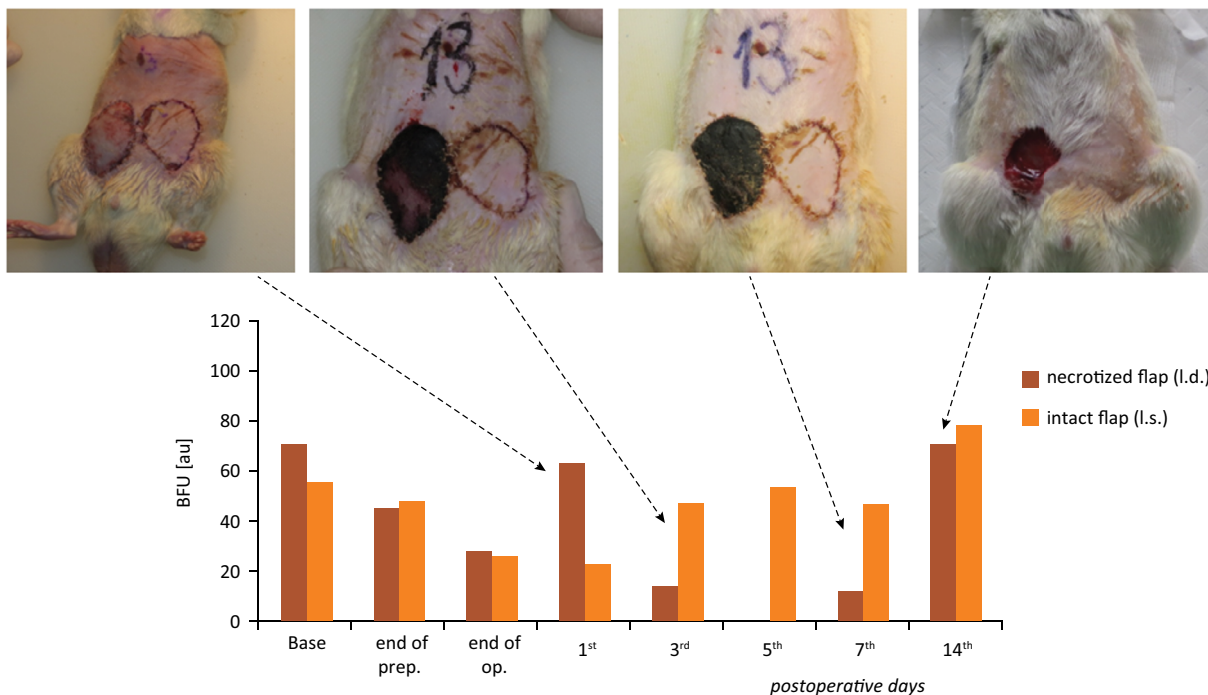 13
13
120
100
80
60
40
20
0
BFU [au]
necrotized flap (l.d.)
intact flap (l.s.)
Base
end of
prep.
end of
op.
1st
3rd
5th
7th
14th
postoperative days